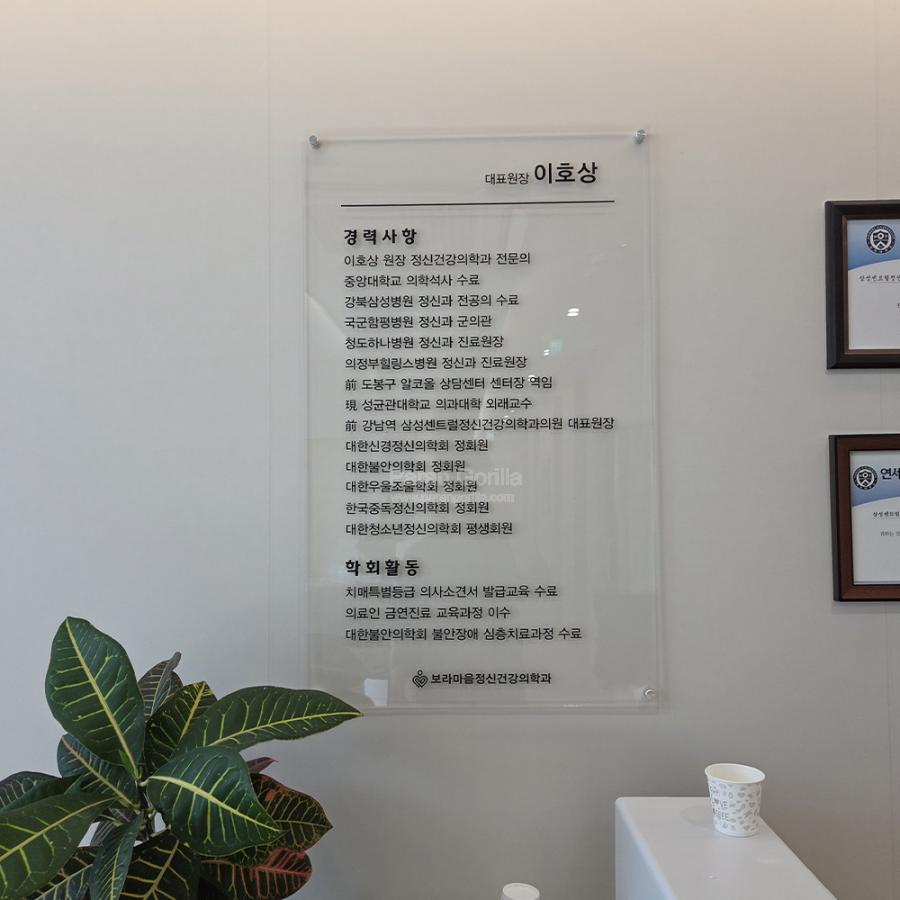 대표원장 이호상
경력사항
이호상 원장 정신건강의학과 전문의
중앙대학교 의학석사 수료
강북삼성병원 정신과 전공의 수료
국군함평병원 정신과 군의관
청도하나병원 정신과 진료원장
의정부힐링스병원 정신과 진료원장
前 도봉구 알코올 상담센터 센터장 역임
現 성균관대학교 의과대학 외래교수
前 강남역 삼성센트럴정신건강의학과의원 대표원장
대한신경정신의학회 정회원
대한불안의학회 정회원
대한우울조울학회 정회원
한국중독정신의학회 정회원
대한청소년정신의학회 평생회원
학회활동
치매특별등급 의사소견서 발급교육 수료
의료인 금연진료 교육과정 이수
대한불안의학회 불안장애 심층치료과정 수료
보라마음정신건강의학과
ParanGorilla
www.parangorilla.com
연세